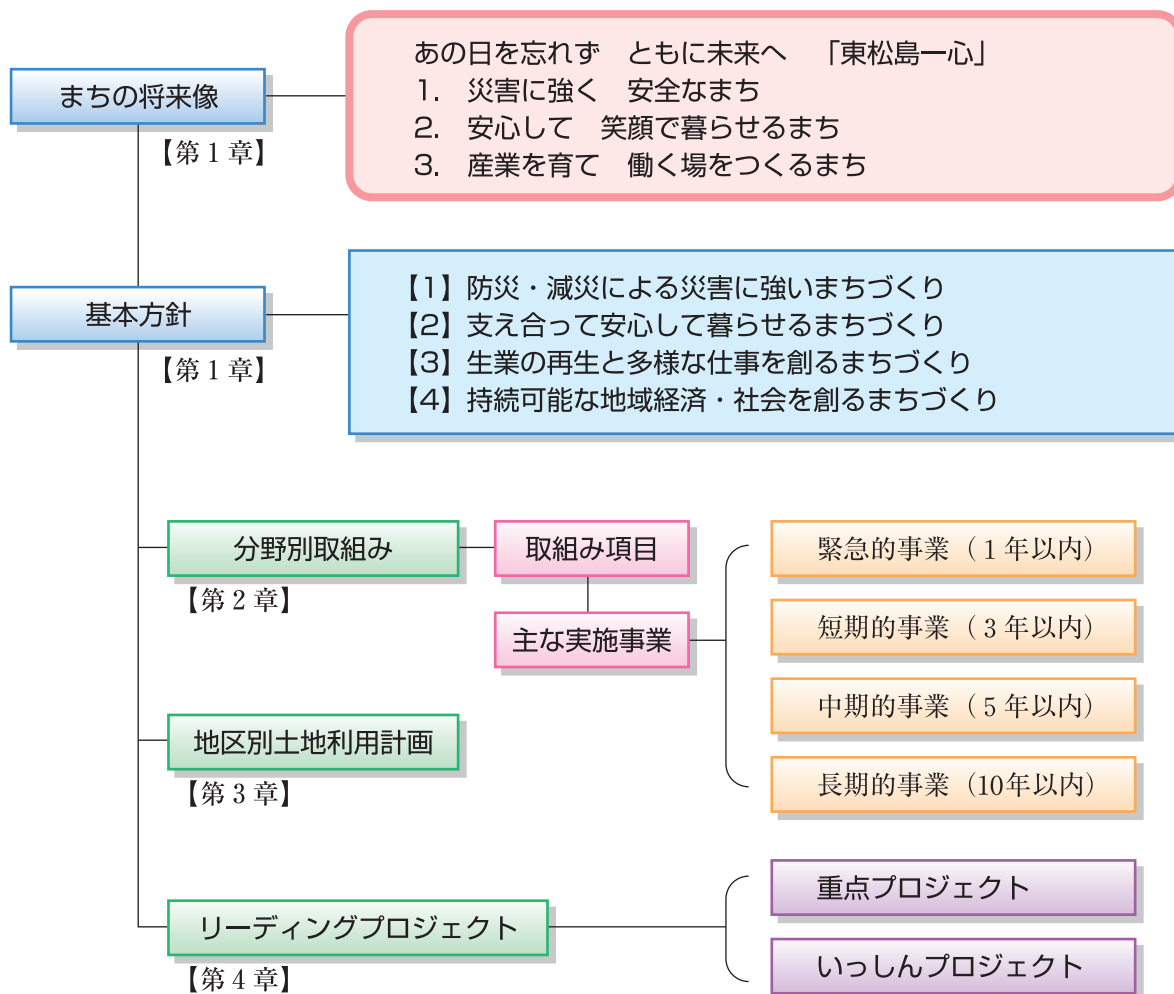 まちの将来像
【第1章】
あの日を忘れず　ともに未来へ　「東松島一心」
1.　災害に強く　安全なまち
2.　安心して　笑顔で暮らせるまち
3.　産業を育て　働く場をつくるまち
基本方針
【第1章】
【1】防災・減災による災害に強いまちづくり
【2】支え合って安心して暮らせるまちづくり
【3】生業の再生と多様な仕事を創るまちづくり
【4】持続可能な地域経済・社会を創るまちづくり
分野別取組み
【第2章】
取組み項目
主な実施事業
緊急的事業（1年以内）
短期的事業（3年以内）
中期的事業（5年以内）
長期的事業（10年以内）
地区別土地利用計画
【第3章】
リーディングプロジェクト
【第4章】
重点プロジェクト
いっしんプロジェクト